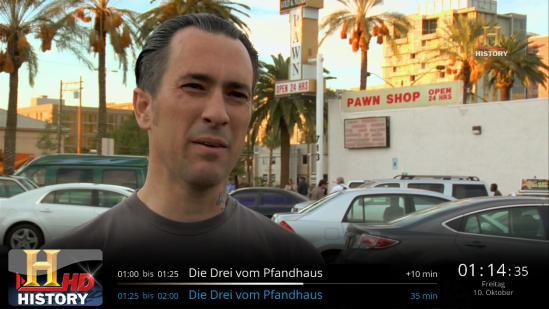 HISTORY
PAWN
OPEN
24 HRS
PAWN SHOP OPEN
24 HRS
713
01:00 bis 01:25 Die Drei vom Pfandhaus +10 min
01:25 bis 02:00 Die Drei vom Pfandhaus 35 min
01:14:35
Freitag
10. Oktober
H HD
HISTORY